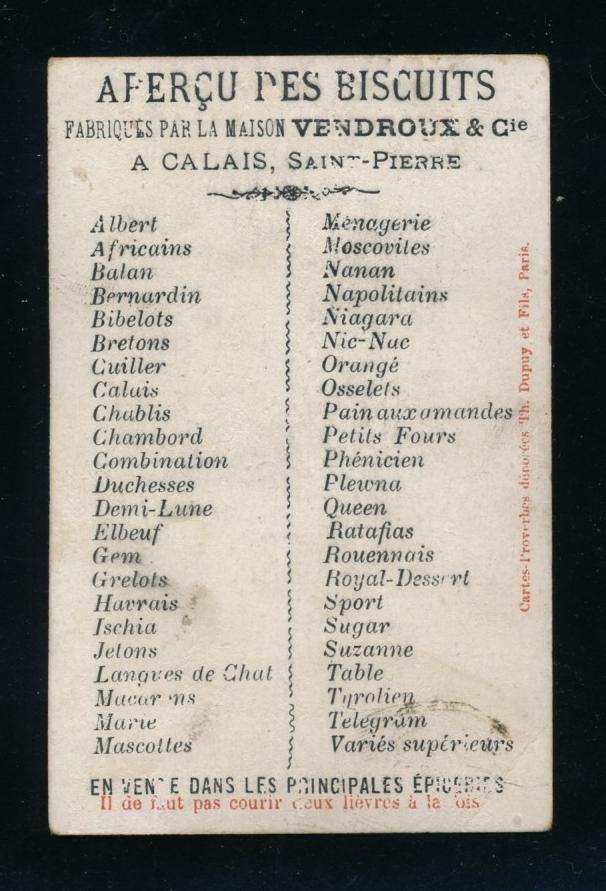 APERÇU DES BISCUITS
FABRIQUÉS PAR LA MAISON VENDROUX & Cie
A CALAIS, SAINT-PIERRE
Albert
Africains
Balan
Bernardin
Bibelots
Bretons
Cuiller
Calais
Chablis
Chambord
Combination
Duchesses
Demi-Lune
Elbeuf
Gem
Grelots
Havrais
Ischia
Jetons
Langues de Chat
Macarons
Marie
Mascottes
Ménagerie
Moscovites
Nanan
Napolitains
Niagara
Nic-Nac
Orangé
Osselets
Pain aux amandes
Petits Fours
Phénicien
Plewna
Queen
Ratafias
Rouennais
Royal-Dessert
Sport
Sugar
Suzanne
Table
Tyrolien
Telegram
Variés supérieurs
EN VENTE DANS LES PRINCIPALES ÉPICERIES
Il de faut pas courir deux lièvres à la fois
Cartes-Proverbes déposées Th. Dupuy et Fils, Paris.